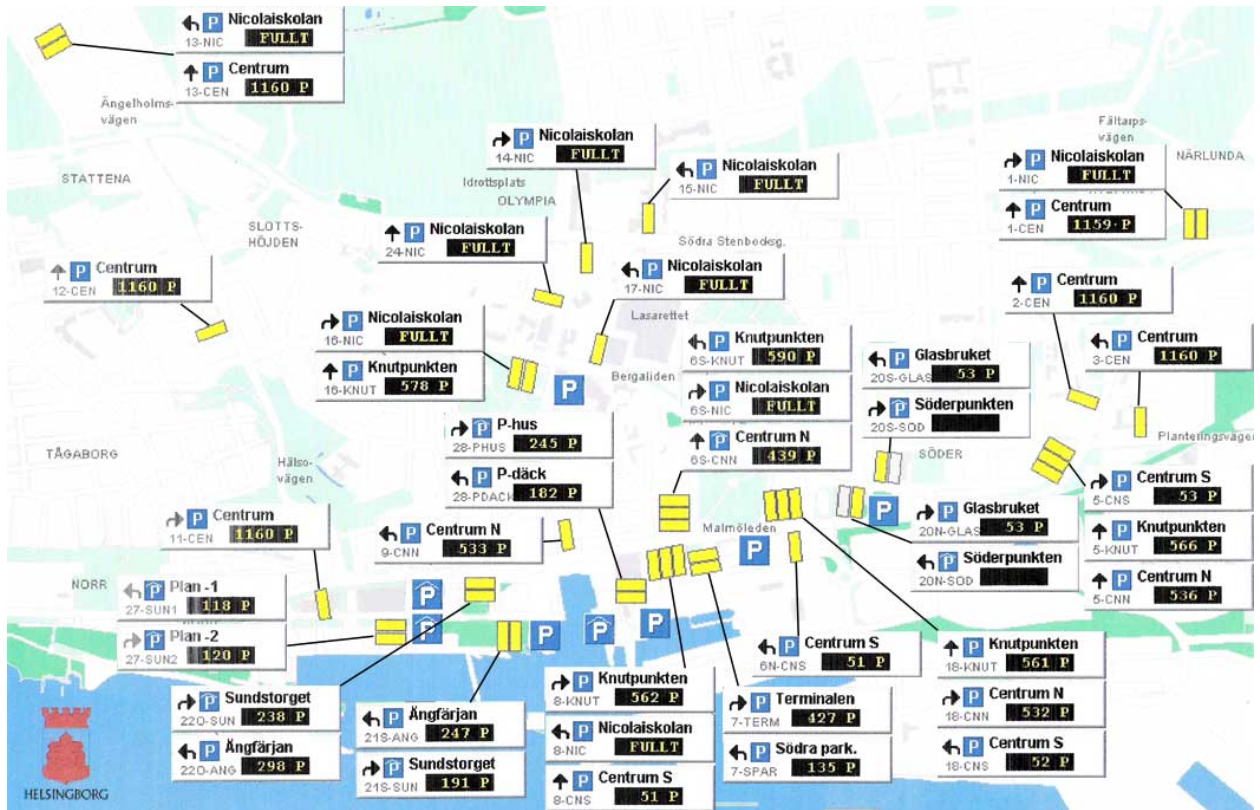 Nicolaiskolan
13-NIC FULLT
Centrum
13-CEN 1160 P
Ängelholms-
vägen
STATTENA
SLOTTS-
HÖJDEN
Nicolaiskolan
14-NIC FULLT
Idrottsplats
OLYMPIA
Nicolaiskolan
15-NIC FULLT
Fältarps-
vägen
NÄRLUNDA
Nicolaiskolan
1-NIC FULLT
Centrum
1-CEN 1159·P
Nicolaiskolan
24-NIC FULLT
Södra Stenbocksg.
Nicolaiskolan
17-NIC FULLT
Centrum
12-CEN 1160 P
Centrum
2-CEN 1160 P
Lasarettet
Nicolaiskolan
16-NIC FULLT
Knutpunkten
16-KNUT 578 P
Bergaliden
Knutpunkten
6S-KNUT 590 P
Nicolaiskolan
6S-NIC FULLT
Centrum N
6S-CNN 439 P
Glasbruket
20S-GLAS 53 P
Söderpunkten
20S-SOD
Centrum
3-CEN 1160 P
P-hus
28-PHUS 245 P
P-däck
28-PDACK 182 P
TÅGABORG
Hälso-
vägen
SÖDER
Planteringsvägen
Centrum S
5-CNS 53 P
Knutpunkten
5-KNUT 566 P
Centrum N
5-CNN 536 P
Centrum
11-CEN 1160 P
Centrum N
9-CNN 533 P
Malmöleden
Glasbruket
20N-GLAS 53 P
Söderpunkten
20N-SOD
NORR
Plan -1
27-SUN1 118 P
Plan -2
27-SUN2 120 P
Centrum S
6N-CNS 51 P
Knutpunkten
18-KNUT 561 P
Centrum N
18-CNN 532 P
Centrum S
18-CNS 52 P
Sundstorget
22O-SUN 238 P
Ängfärjan
22O-ANG 298 P
Ängfärjan
21S-ANG 247 P
Sundstorget
21S-SUN 191 P
Knutpunkten
8-KNUT 562 P
Nicolaiskolan
8-NIC FULLT
Centrum S
8-CNS 51 P
Terminalen
7-TERM 427 P
Södra park.
7-SPAR 135 P
HELSINGBORG